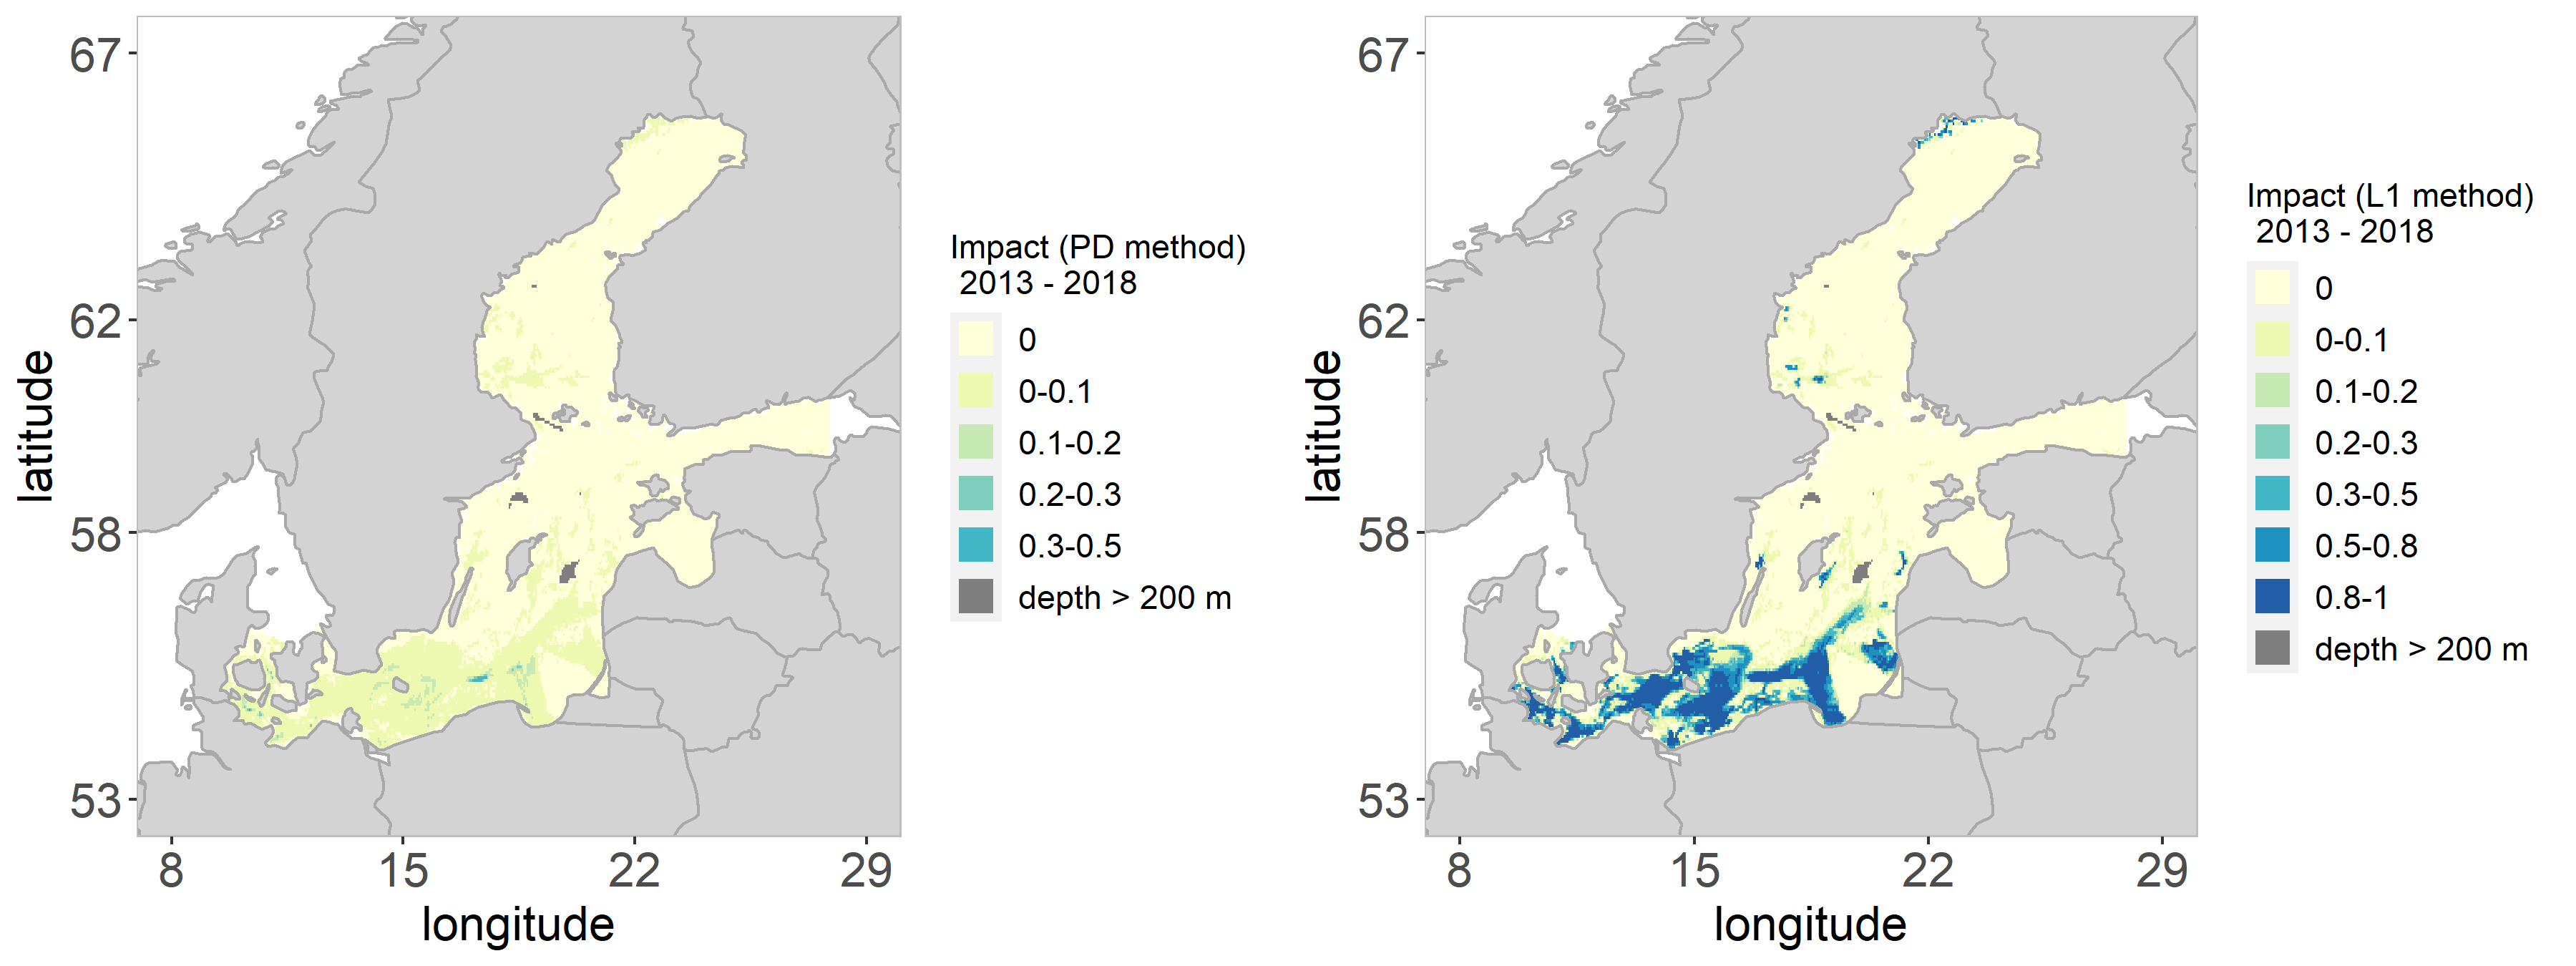 67
62
58
53
latitude
8 15 22 29
longitude
Impact (PD method)
2013 - 2018
0
0-0.1
0.1-0.2
0.2-0.3
0.3-0.5
depth > 200 m
67
62
58
53
latitude
8 15 22 29
longitude
Impact (L1 method)
2013 - 2018
0
0-0.1
0.1-0.2
0.2-0.3
0.3-0.5
0.5-0.8
0.8-1
depth > 200 m